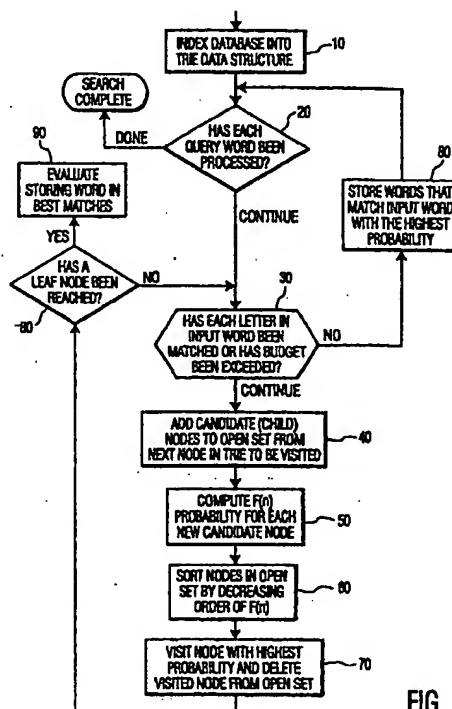 INDEX DATABASE INTO
TRIE DATA STRUCTURE
10
SEARCH
COMPLETE
DONE
20
HAS EACH
QUERY WORD BEEN
PROCESSED?
90
EVALUATE
STORING WORD IN
BEST MATCHES
80
STORE WORDS THAT
MATCH INPUT WORD
WITH THE HIGHEST
PROBABILITY
CONTINUE
YES
HAS A
LEAF NODE BEEN
REACHED?
NO
80
30
HAS EACH LETTER IN
INPUT WORD BEEN
MATCHED OR HAS BUDGET
BEEN EXCEEDED?
NO
CONTINUE
ADD CANDIDATE (CHILD)
NODES TO OPEN SET FROM
NEXT NODE IN TRIE TO BE VISITED
40
COMPUTE F(n)
PROBABILITY FOR EACH
NEW CANDIDATE NODE
50
SORT NODES IN OPEN
SET BY DECREASING
ORDER OF F(n)
60
VISIT NODE WITH HIGHEST
PROBABILITY AND DELETE
VISITED NODE FROM OPEN SET
70
FIG